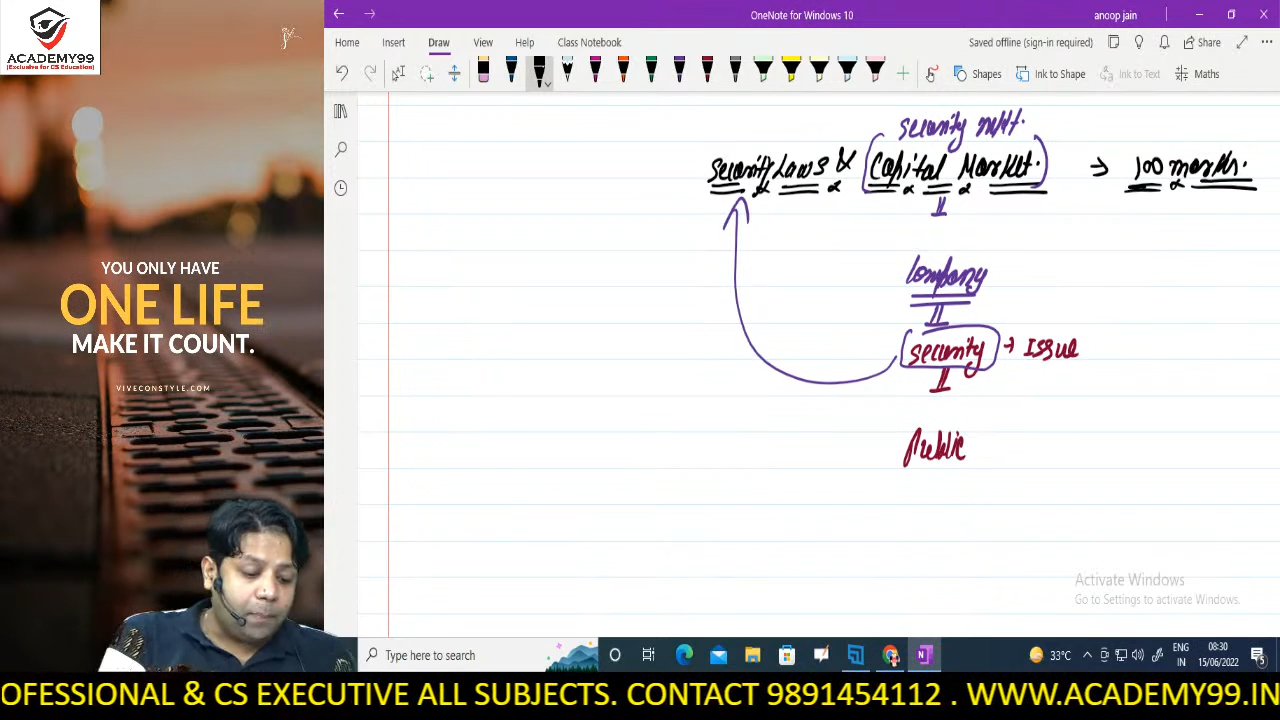 ACADEMY99
(Exclusive for CS Education)
OneNote for Windows 10
anoop jain
Home Insert Draw View Help Class Notebook
Saved offline (sign-in required)
Share
Shapes
Ink to Shape
Ink to Text
Maths
security mkt.
Security Laws & Capital Market. → 100 marks.
Company
security → Issue
Public
YOU ONLY HAVE
ONE LIFE
MAKE IT COUNT.
VIVECONSTYLE.COM
Activate Windows
Go to Settings to activate Windows.
Type here to search
33°C
ENG
IN
08:30
15/06/2022
5
OFESSIONAL & CS EXECUTIVE ALL SUBJECTS. CONTACT 9891454112 . WWW.ACADEMY99.IN